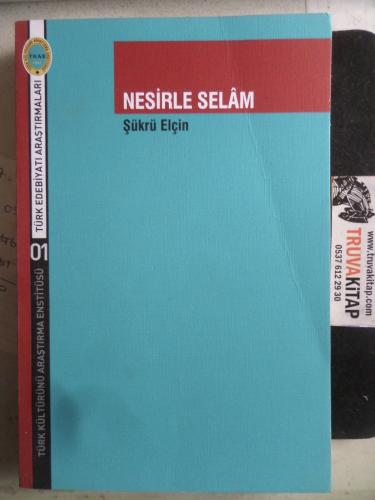 NESİRLE SELÂM
Şükrü Elçin
TÜRK KÜLTÜRÜNÜ ARAŞTIRMA ENSTİTÜSÜ 01 TÜRK EDEBİYATI ARAŞTIRMALARI
TKAE
www.truvakitap.com
TRUVAKİTAP
0537 612 29 30